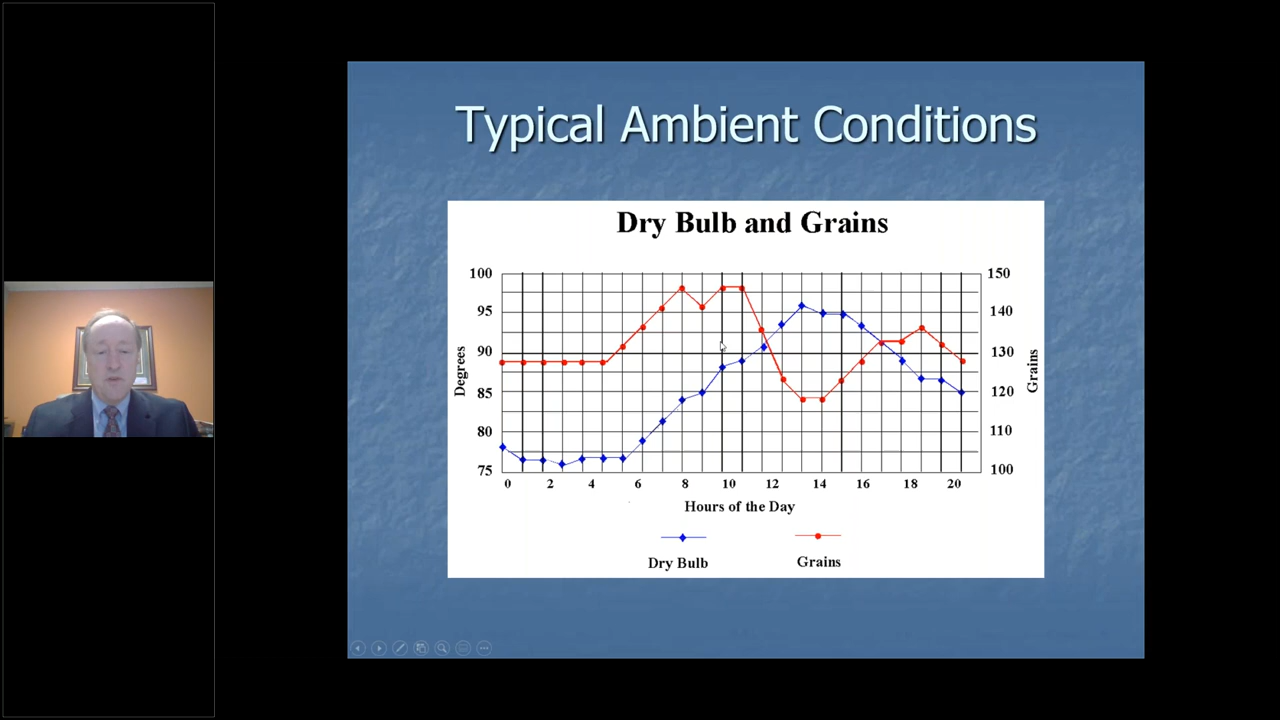 Typical Ambient Conditions
Dry Bulb and Grains
100
95
90
85
80
75
Degrees
150
140
130
120
110
100
Grains
0 2 4 6 8 10 12 14 16 18 20
Hours of the Day
Dry Bulb
Grains